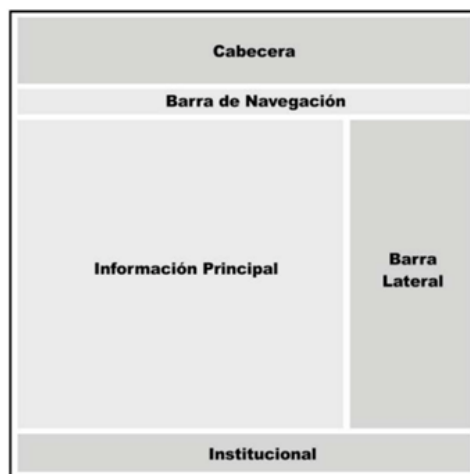 Cabecera
Barra de Navegación
Información Principal
Barra
Lateral
Institucional